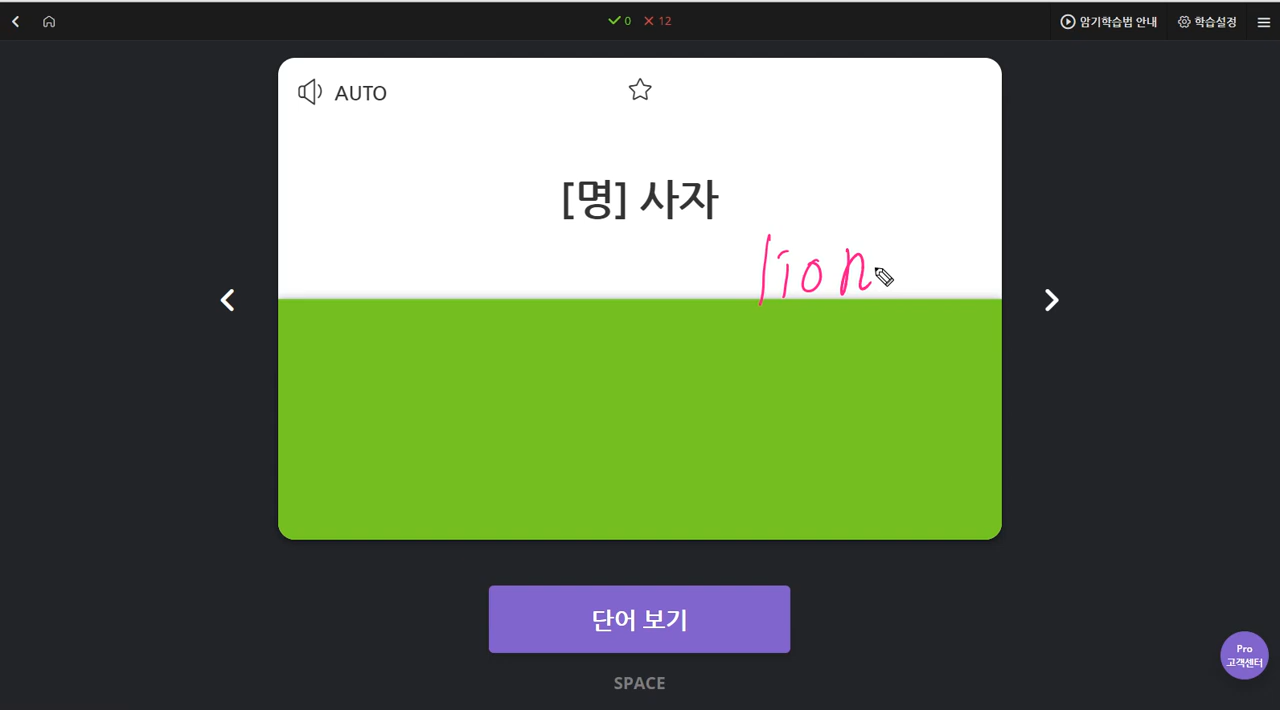 0 12 암기학습법 안내 학습설정
AUTO
[명] 사자
lion
단어 보기
SPACE
Pro
고객센터